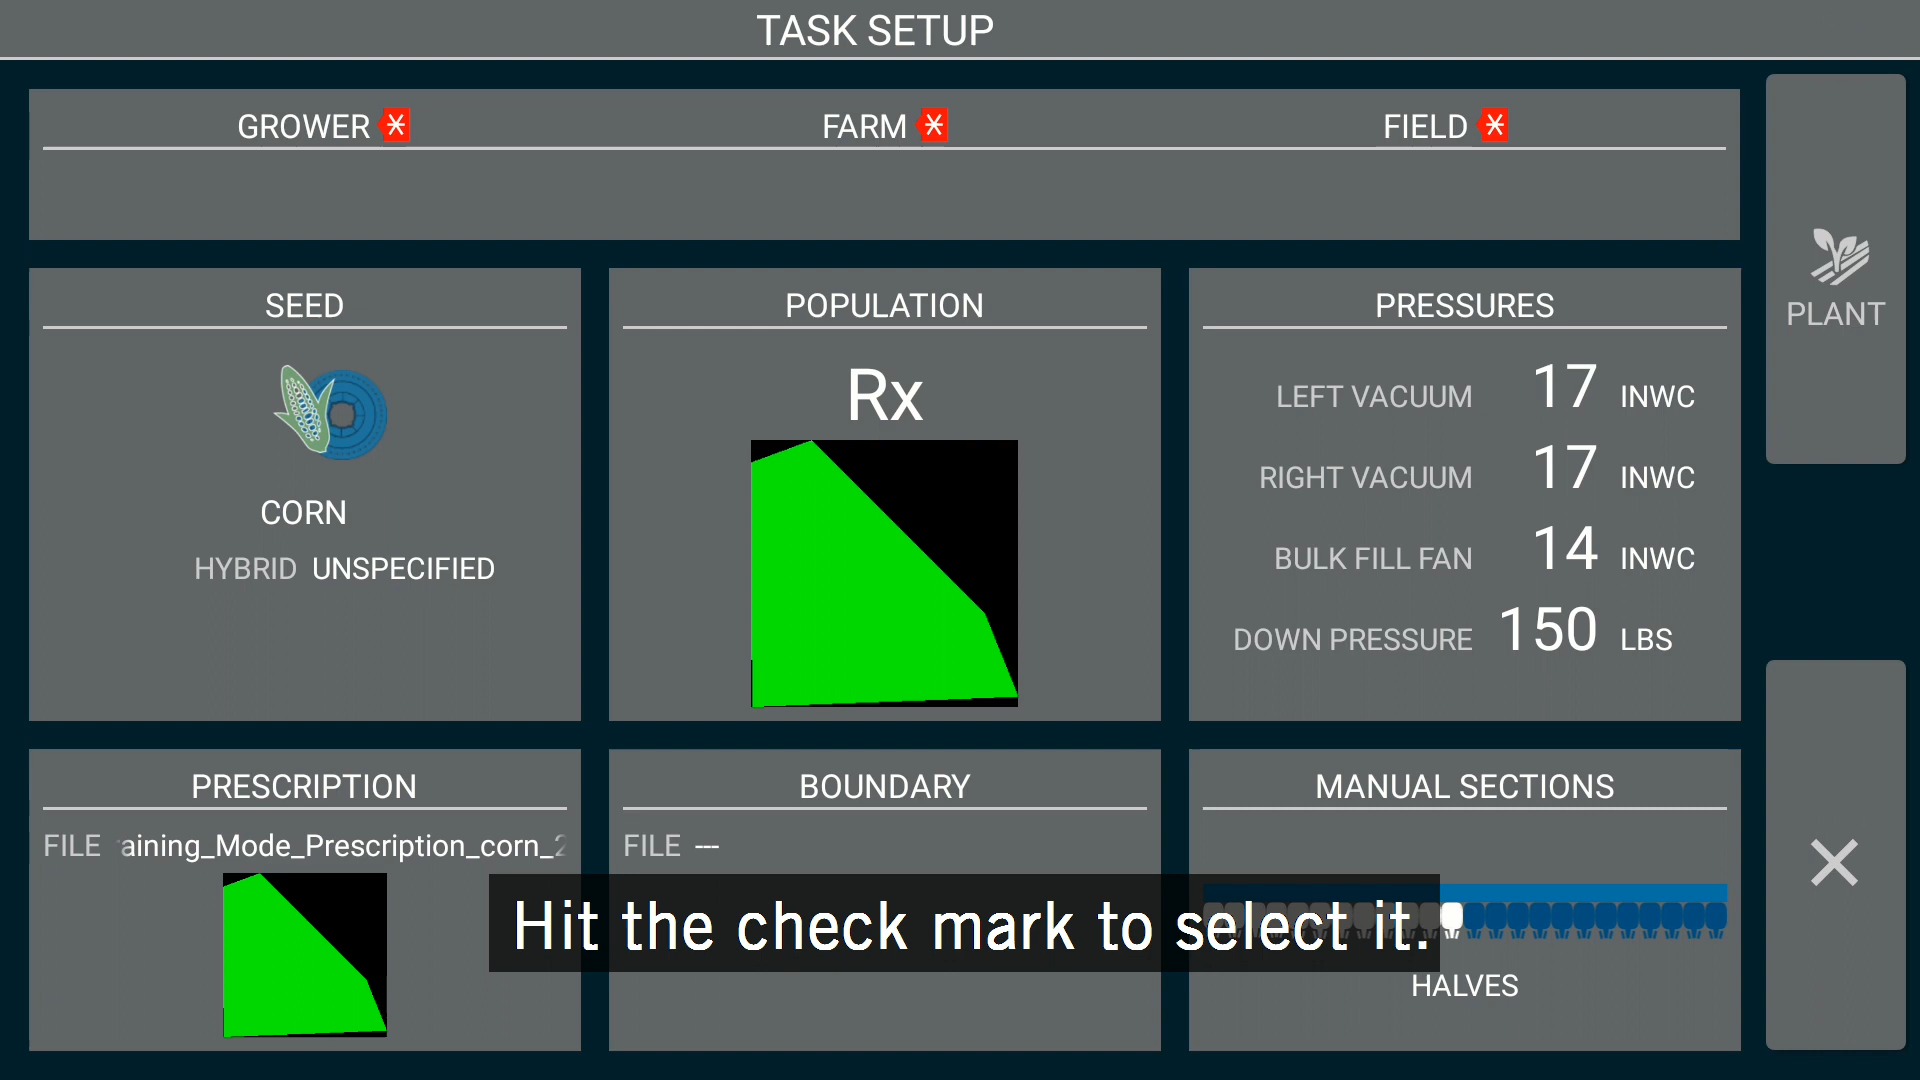 TASK SETUP
GROWER *
FARM *
FIELD *
SEED
CORN
HYBRID UNSPECIFIED
POPULATION
Rx
PRESSURES
LEFT VACUUM 17 INWC
RIGHT VACUUM 17 INWC
BULK FILL FAN 14 INWC
DOWN PRESSURE 150 LBS
PLANT
PRESCRIPTION
FILE aining_Mode_Prescription_corn_2
BOUNDARY
FILE ---
MANUAL SECTIONS
HALVES
Hit the check mark to select it.